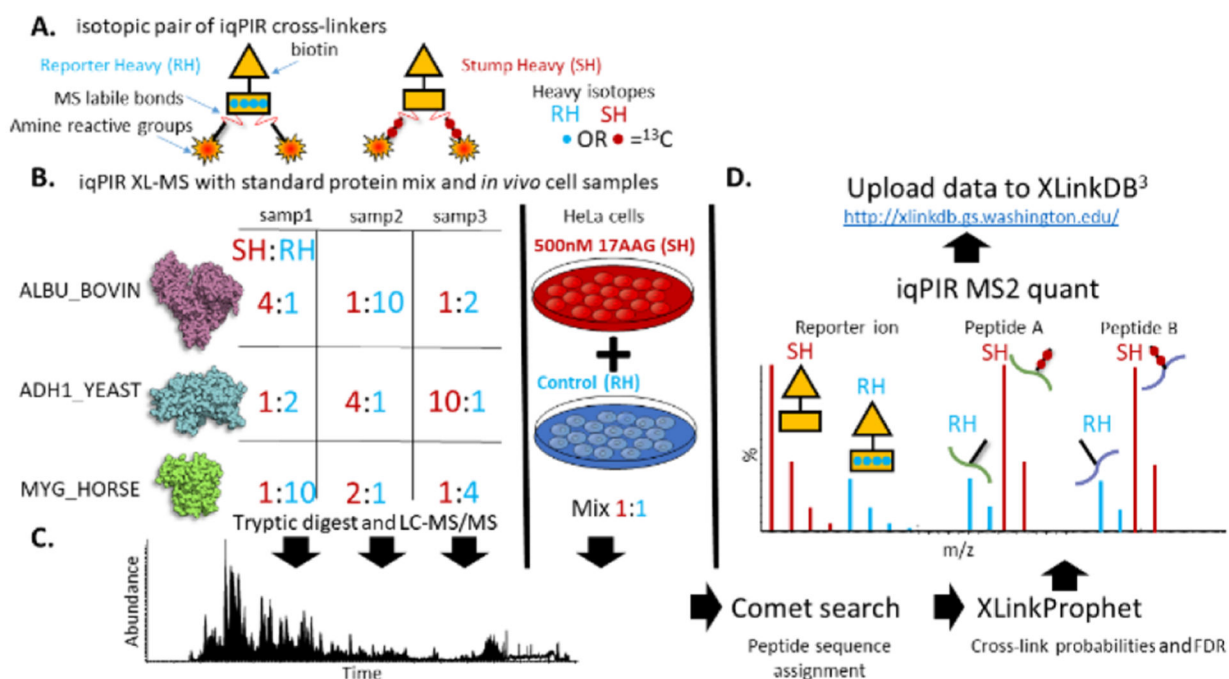 A. isotopic pair of iqPIR cross-linkers
biotin
Reporter Heavy (RH)
Stump Heavy (SH)
MS labile bonds
Amine reactive groups
Heavy isotopes
RH SH
• OR • =¹³C
B. iqPIR XL-MS with standard protein mix and in vivo cell samples
samp1 samp2 samp3
SH:RH
ALBU_BOVIN 4:1 1:10 1:2
ADH1_YEAST 1:2 4:1 10:1
MYG_HORSE 1:10 2:1 1:4
Tryptic digest and LC-MS/MS
HeLa cells
500nM 17AAG (SH)
+
Control (RH)
Mix 1:1
C.
Abundance
Time
D.
Upload data to XLinkDB³
http://xlinkdb.gs.washington.edu/
iqPIR MS2 quant
Reporter ion Peptide A Peptide B
SH SH SH
RH RH RH
%
m/z
Comet search
Peptide sequence
assignment
XLinkProphet
Cross-link probabilities and FDR